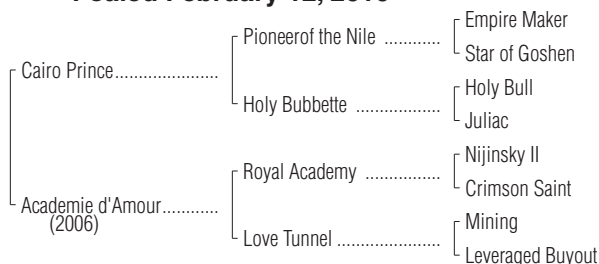 Foaled February 12,
Empire Maker
Pioneerof the Nile ............
Star of Goshen
Cairo Prince......................
Holy Bull
Holy Bubbette ..................
Juliac
Nijinsky II
Royal Academy ................
Crimson Saint
Academie d'Amour............
(2006)
Mining
Love Tunnel ......................
Leveraged Buyout